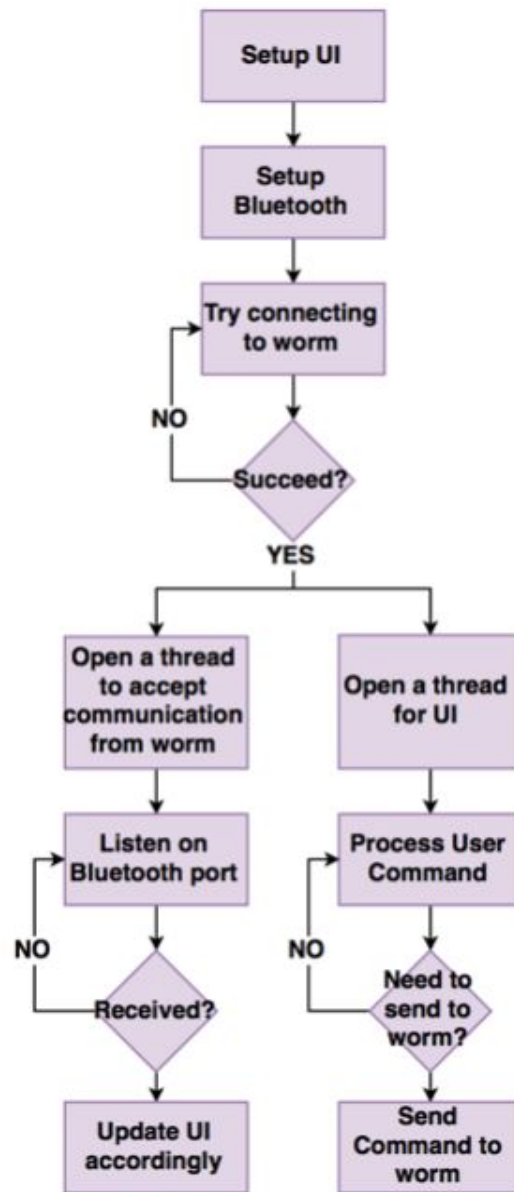 Setup UI
Setup
Bluetooth
Try connecting
to worm
NO
Succeed?
YES
Open a thread
to accept
communication
from worm
Open a thread
for UI
Listen on
Bluetooth port
Process User
Command
NO
NO
Received?
Need to
send to
worm?
Update UI
accordingly
Send
Command to
worm